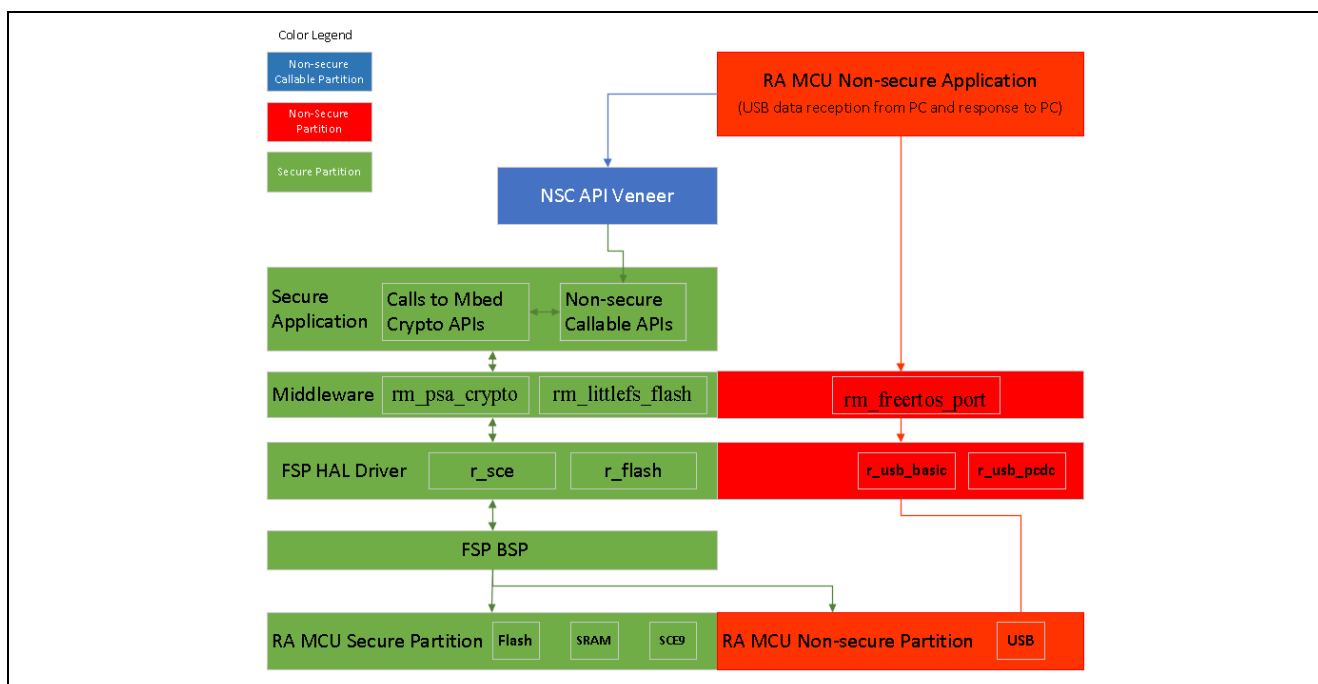 Color Legend
Non-secure
Callable Partition
Non-Secure
Partition
Secure Partition
RA MCU Non-secure Application
(USB data reception from PC and response to PC)
NSC API Veneer
Secure
Application
Calls to Mbed
Crypto APIs
Non-secure
Callable APIs
Middleware
rm_psa_crypto
rm_littlefs_flash
rm_freertos_port
FSP HAL Driver
r_sce
r_flash
r_usb_basic
r_usb_pcdc
FSP BSP
RA MCU Secure Partition
Flash
SRAM
SCE9
RA MCU Non-secure Partition
USB